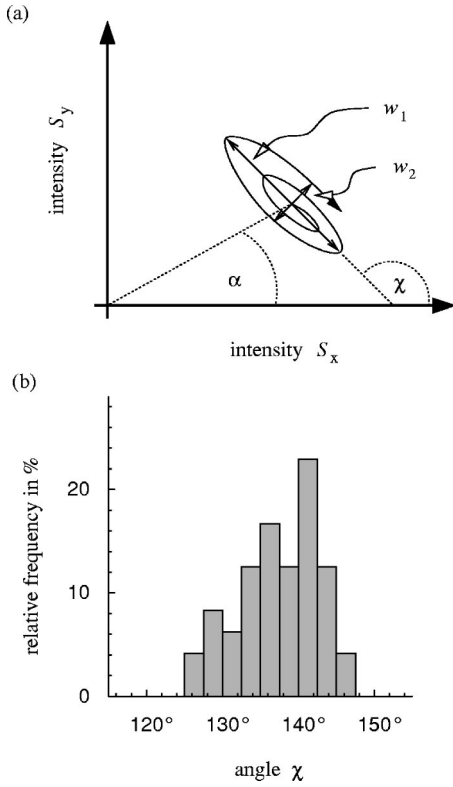 (a)
intensity S_y
w_1
w_2
α
χ
intensity S_x
(b)
relative frequency in %
20
10
0
120° 130° 140° 150°
angle χ